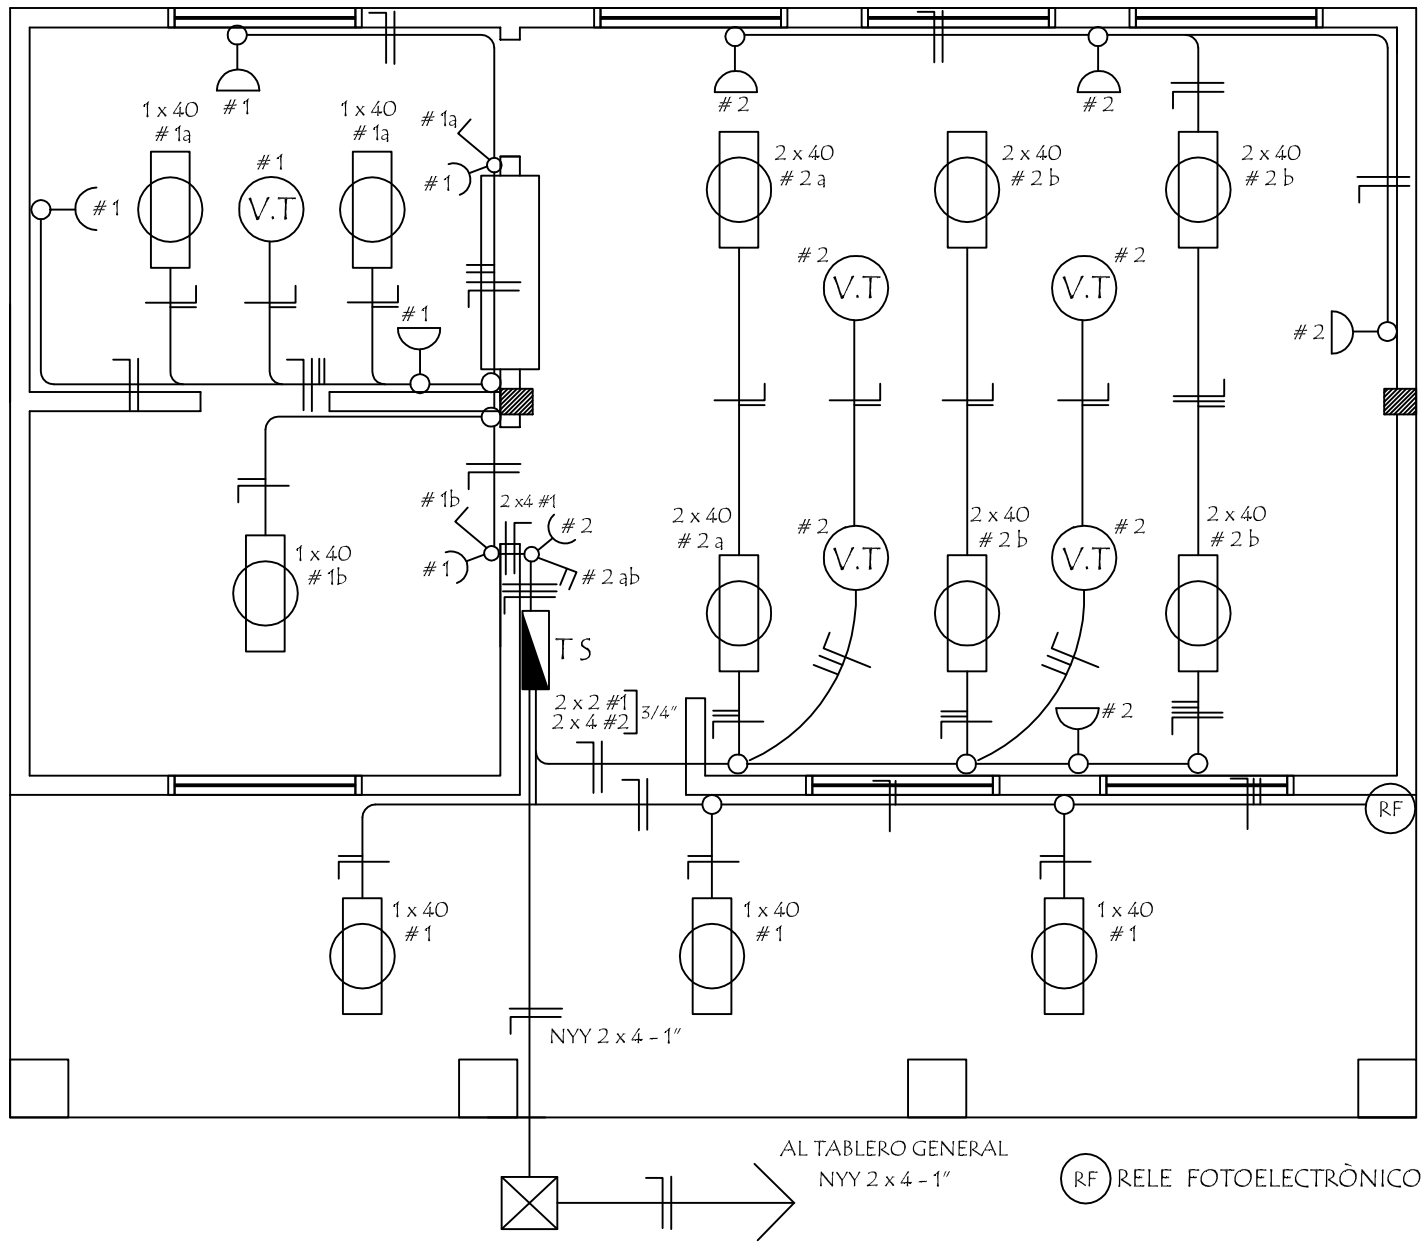 # 1
# 2
# 2
1 x 40
# 1a
1 x 40
# 1a
# 1a
# 1
# 1
V.T
# 1
# 1
2 x 40
# 2 a
2 x 40
# 2 b
2 x 40
# 2 b
# 2
V.T
# 2
V.T
# 1
# 2
# 1b
2 x4 #1
# 2
# 1
# 2 ab
1 x 40
# 1b
2 x 40
# 2 a
# 2
V.T
2 x 40
# 2 b
# 2
V.T
2 x 40
# 2 b
T S
2 x 2 #1
2 x 4 #2
3/4"
# 2
RF
1 x 40
# 1
1 x 40
# 1
1 x 40
# 1
NYY 2 x 4 - 1"
AL TABLERO GENERAL
NYY 2 x 4 - 1"
RF RELE FOTOELECTRÒNICO